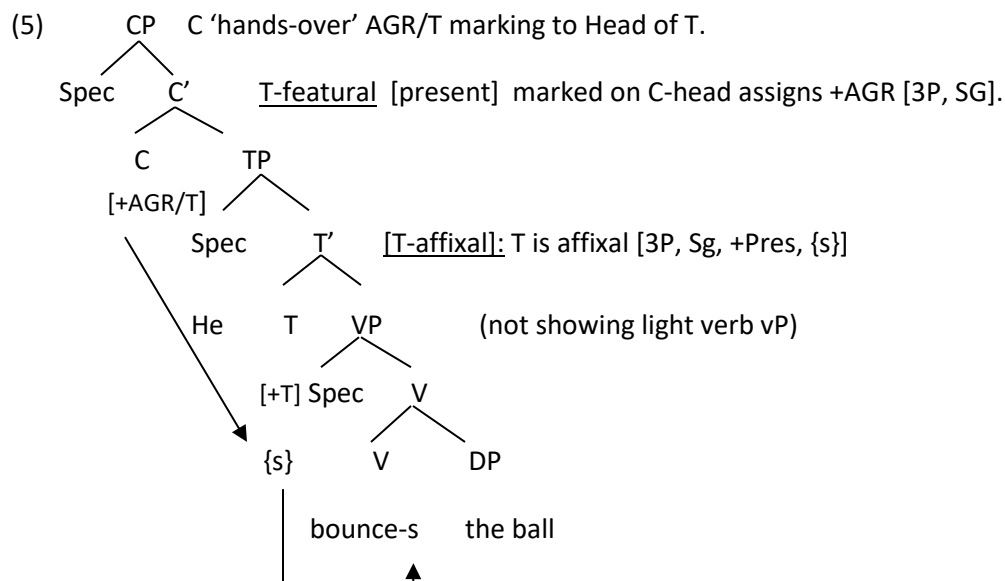 (5) CP C ‘hands-over’ AGR/T marking to Head of T.
Spec C’ T-featural [present] marked on C-head assigns +AGR [3P, SG].
C TP
[+AGR/T]
Spec T’ [T-affixal]: T is affixal [3P, Sg, +Pres, {s}]
He T VP (not showing light verb vP)
[+T] Spec V
{s} V DP
bounce-s the ball